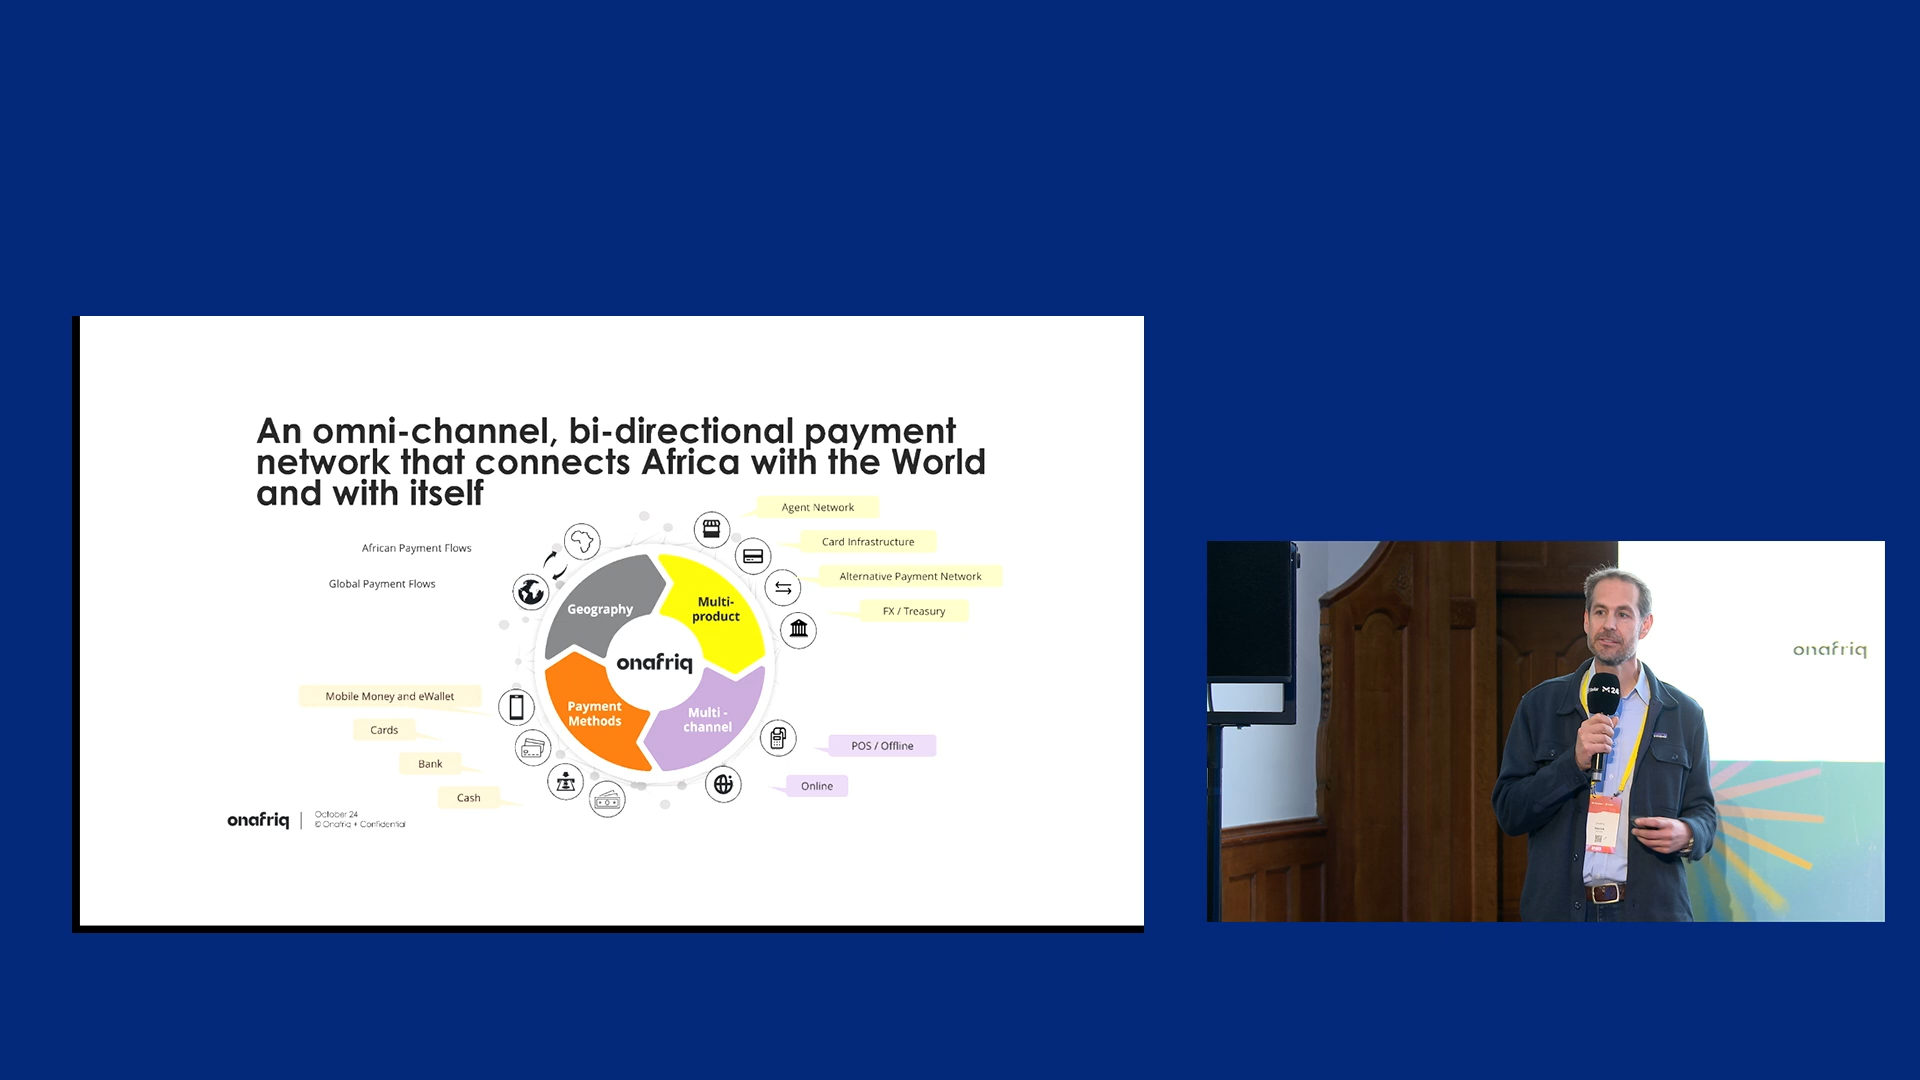 An omni-channel, bi-directional payment
network that connects Africa with the World
and with itself
Agent Network
Card Infrastructure
Alternative Payment Network
FX / Treasury
African Payment Flows
Global Payment Flows
Geography
Multi-
product
onafriq
Payment
Methods
Multi -
channel
Mobile Money and eWallet
Cards
Bank
Cash
POS / Offline
Online
onafriq
October 24
© Onafriq + Confidential
onafriq
24